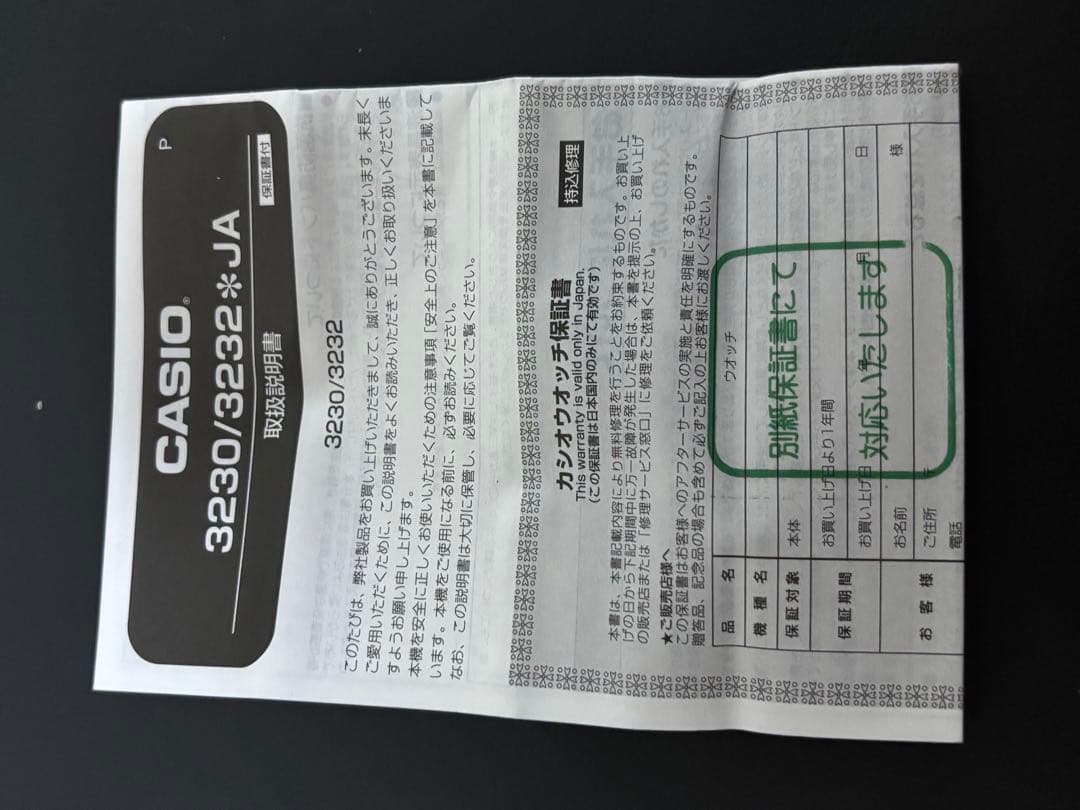 P
CASIO®
3230/3232✻JA
取扱説明書
保証書付
このたびは、弊社製品をお買い上げいただきまして、誠にありがとうございます。末長く
ご愛用いただくために、この説明書をよくお読みいただき、正しくお取り扱いくださいま
すようお願い申し上げます。
本機を安全に正しくお使いいただくための注意事項「安全上のご注意」を本書に記載して
います。本機をご使用になる前に、必ずお読みください。
なお、この説明書は大切に保管し、必要に応じてご覧ください。
3230/3232
カシオウオッチ保証書
持込修理
This warranty is valid only in Japan.
(この保証書は日本国内のみにて有効です)
本書は、本書記載内容により無料修理を行うことをお約束するものです。お買い上
げの日から下記期間中に万一故障が発生した場合は、本書を提示の上、お買い上げ
の販売店または「修理サービス窓口」に修理をご依頼ください。
★ご販売店様へ
この保証書はお客様へのアフターサービスの実施と責任を明確にするものです。
贈答品、記念品の場合も含めて必ずご記入の上お客様にお渡しください。
品名 ウオッチ
機種名
保証対象 本体
別紙保証書にて
保証期間 お買い上げ日より1年間
お買い上げ日 年 月 日
対応いたします
お客様 お名前 様
ご住所 〒
電話